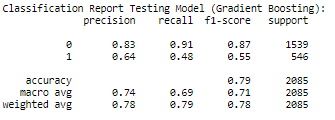 Classification Report Testing Model (Gradient Boosting):
precision recall f1-score support
0 0.83 0.91 0.87 1539
1 0.64 0.48 0.55 546
accuracy 0.79 2085
macro avg 0.74 0.69 0.71 2085
weighted avg 0.78 0.79 0.78 2085